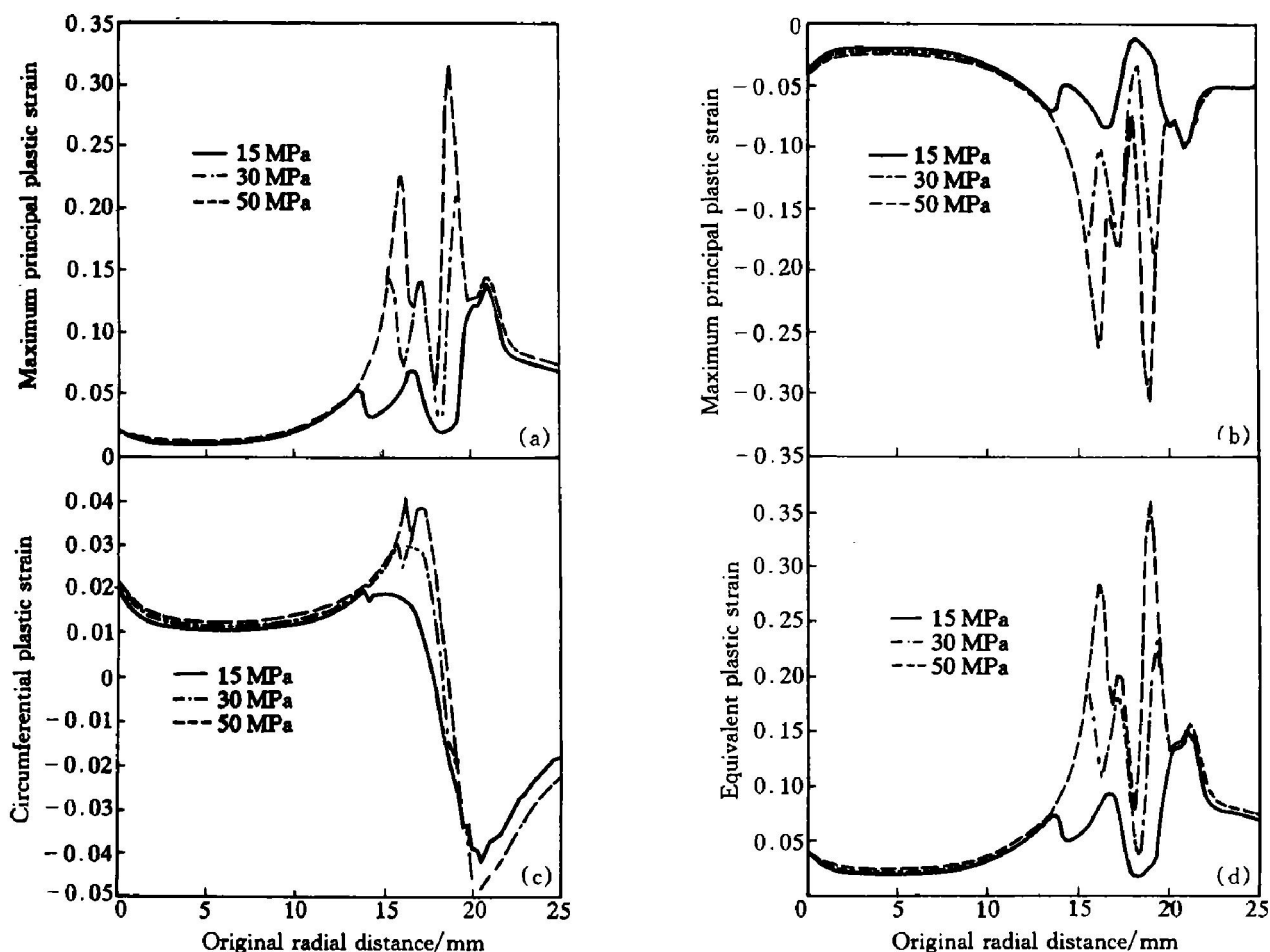 Maximum principal plastic strain
0.35
0.30
0.25
0.20
0.15
0.10
0.05
0
15 MPa
30 MPa
50 MPa
(a)
Maximum principal plastic strain
0
−0.05
−0.10
−0.15
−0.20
−0.25
−0.30
−0.35
15 MPa
30 MPa
50 MPa
(b)
Circumferential plastic strain
0.04
0.03
0.02
0.01
0
−0.01
−0.02
−0.03
−0.04
−0.05
15 MPa
30 MPa
50 MPa
(c)
0 5 10 15 20 25
Original radial distance/mm
Equivalent plastic strain
0.35
0.30
0.25
0.20
0.15
0.10
0.05
15 MPa
30 MPa
50 MPa
(d)
0 5 10 15 20 25
Original radial distance/mm